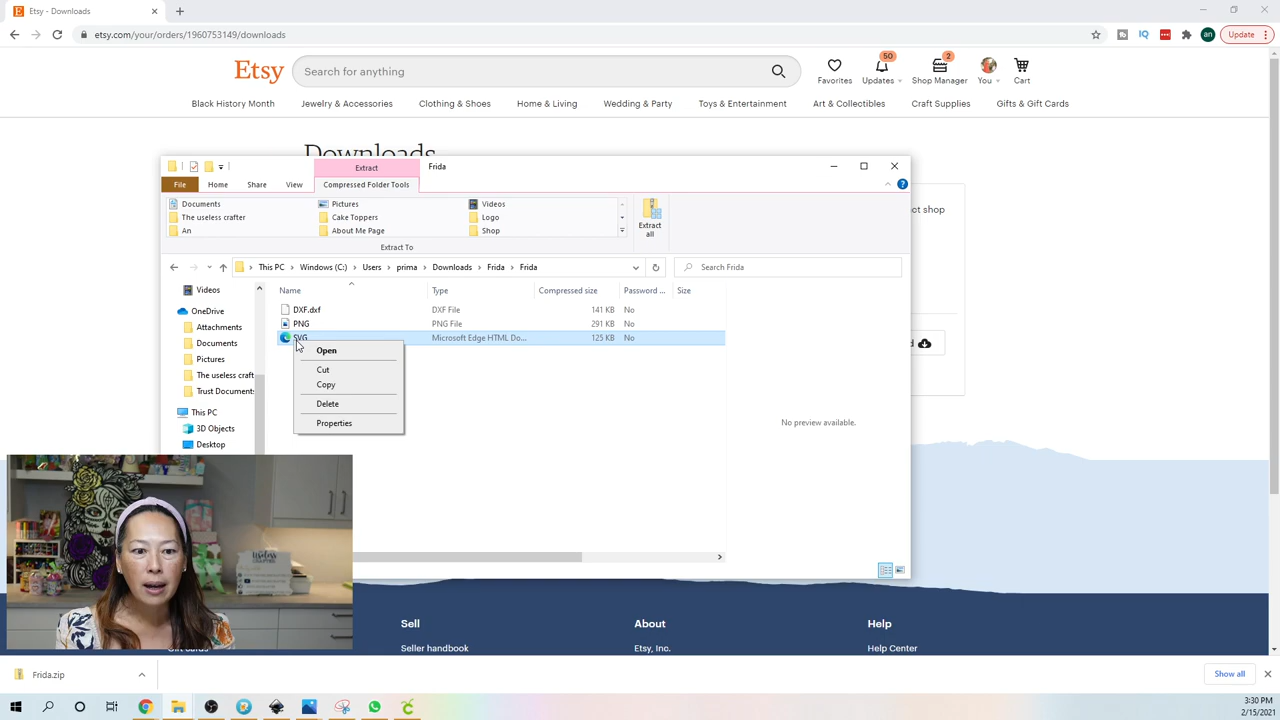 Etsy - Downloads
etsy.com/your/orders/1960753149/downloads
an
Update
Etsy
Search for anything
50
2
Favorites
Updates
Shop Manager
You
Cart
Black History Month
Jewelry & Accessories
Clothing & Shoes
Home & Living
Wedding & Party
Toys & Entertainment
Art & Collectibles
Craft Supplies
Gifts & Gift Cards
Downloads
Extract
Frida
File
Home
Share
View
Compressed Folder Tools
Documents
Pictures
Videos
The useless crafter
Cake Toppers
Logo
An
About Me Page
Shop
Extract To
Extract
all
ct shop
This PC > Windows (C:) > Users > prima > Downloads > Frida > Frida
Search Frida
Name
Type
Compressed size
Password ...
Size
Videos
OneDrive
Attachments
Documents
Pictures
The useless craft
Trust Document
This PC
3D Objects
Desktop
DXF.dxf
DXF File
141 KB
No
PNG
PNG File
291 KB
No
SVG
Microsoft Edge HTML Do...
125 KB
No
Open
Cut
Copy
Delete
Properties
No preview available.
d
Sell
About
Help
Seller handbook
Etsy, Inc.
Help Center
Frida.zip
Show all
3:30 PM
2/15/2021